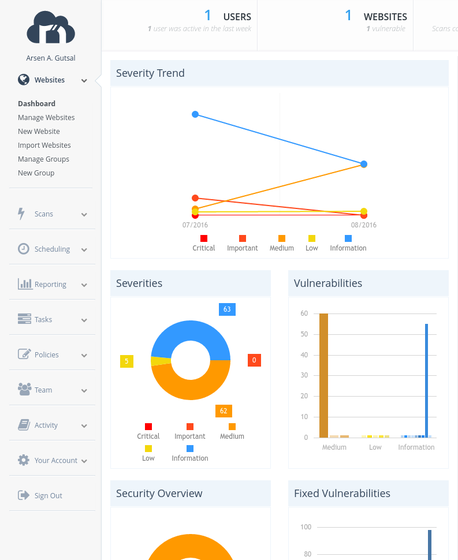 Arsen A. Gutsal
Websites
Dashboard
Manage Websites
New Website
Import Websites
Manage Groups
New Group
Scans
Scheduling
Reporting
Tasks
Policies
Team
Activity
Your Account
Sign Out
1 USERS
1 user was active in the last week
1 WEBSITES
1 vulnerable
Scans co
Severity Trend
07/2016 08/2016
Critical Important Medium Low Information
Severities
63
5
0
62
Critical Important Medium
Low Information
Vulnerabilities
60
50
40
30
20
10
0
Medium Low Information
Security Overview
Fixed Vulnerabilities
100
80